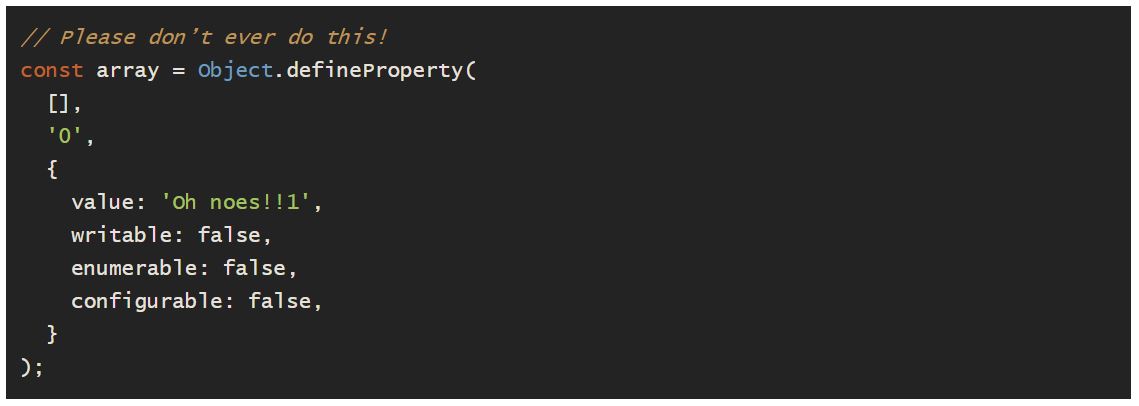 // Please don’t ever do this!
const array = Object.defineProperty(
  [],
  '0',
  {
    value: 'Oh noes!!1',
    writable: false,
    enumerable: false,
    configurable: false,
  }
);